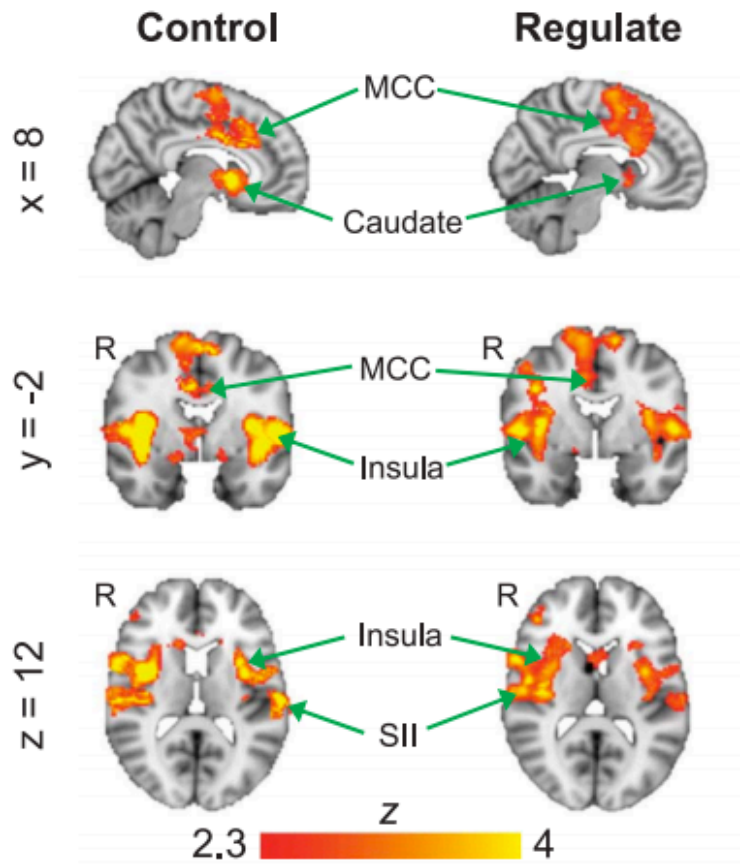 Control Regulate
MCC
x = 8
Caudate
R R
MCC
y = -2
Insula
R R
Insula
z = 12
SII
z
2.3 4